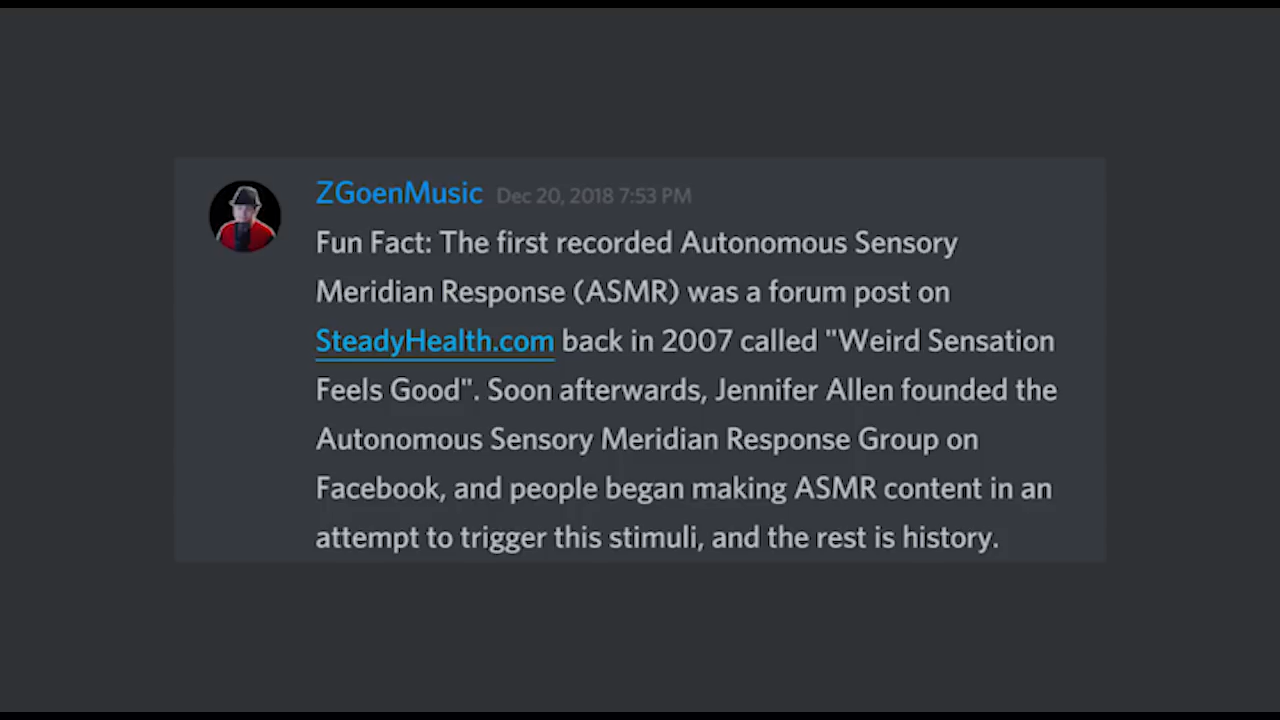 ZGoenMusic Dec 20, 2018 7:53 PM
Fun Fact: The first recorded Autonomous Sensory
Meridian Response (ASMR) was a forum post on
SteadyHealth.com back in 2007 called "Weird Sensation
Feels Good". Soon afterwards, Jennifer Allen founded the
Autonomous Sensory Meridian Response Group on
Facebook, and people began making ASMR content in an
attempt to trigger this stimuli, and the rest is history.